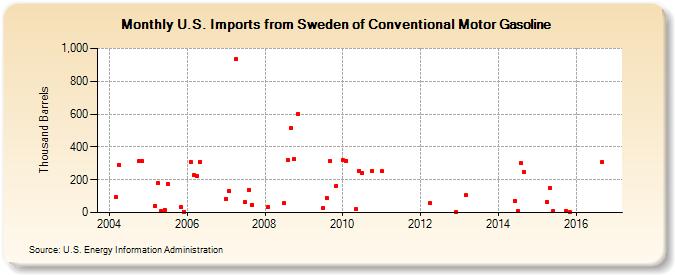 Monthly U.S. Imports from Sweden of Conventional Motor Gasoline
Thousand Barrels
1,000
800
600
400
200
0
2004 2006 2008 2010 2012 2014 2016
Source: U.S. Energy Information Administration